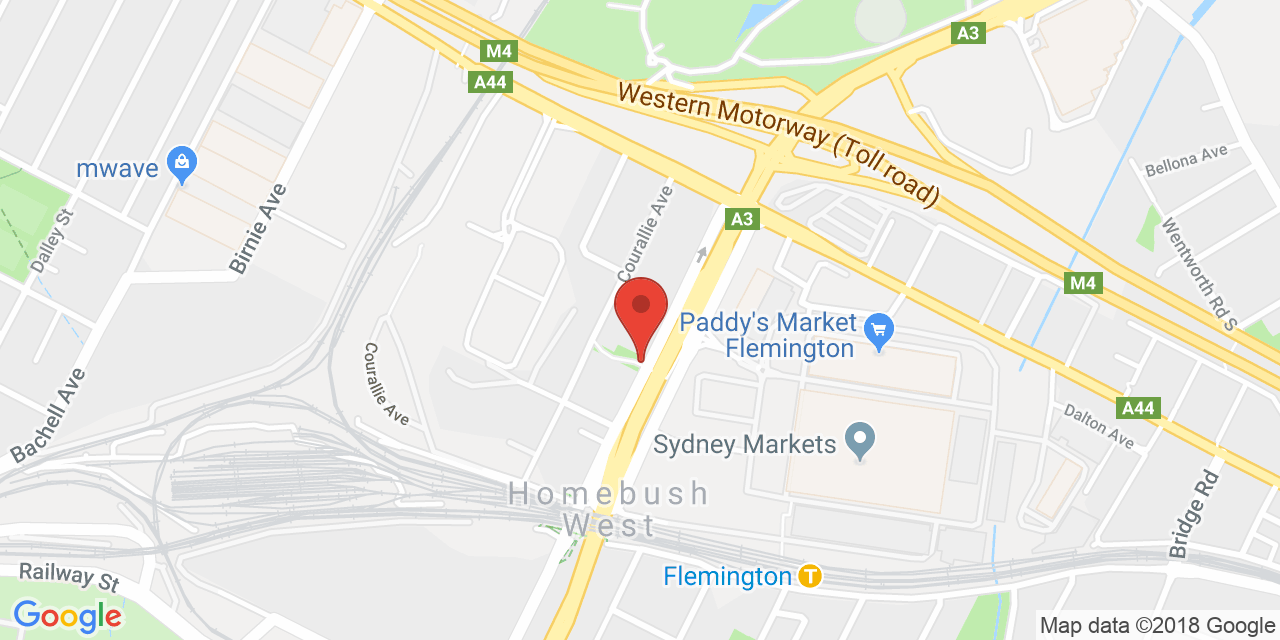 A3
M4
A44
Western Motorway (Toll road)
mwave
Bellona Ave
Dalley St
Birnie Ave
Courallie Ave
A3
Wentworth Rd S
M4
Paddy's Market
Flemington
Courallie Ave
Bachell Ave
A44
Dalton Ave
Sydney Markets
Homebush
West
Bridge Rd
Railway St
Flemington
T
Google
Map data ©2018 Google